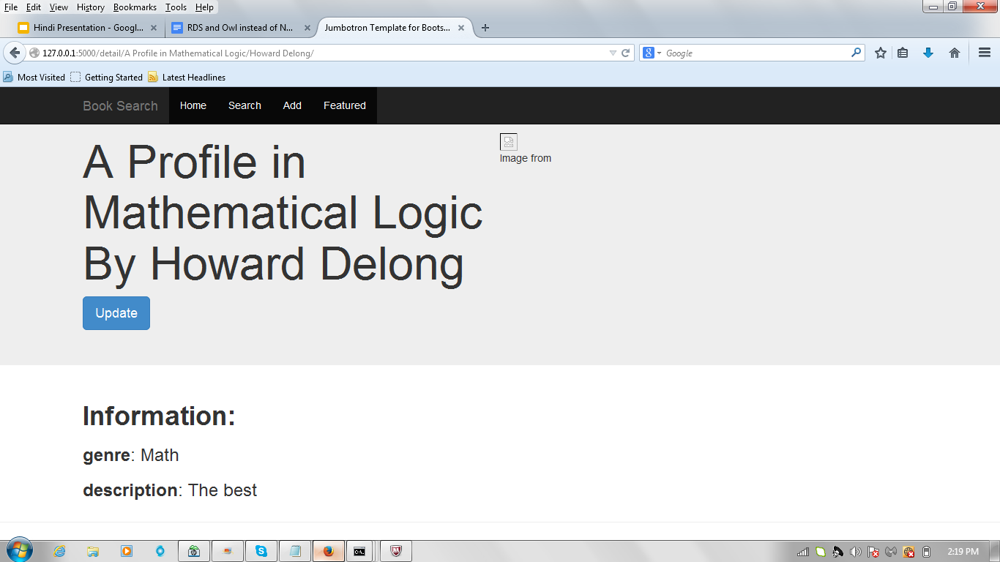 File Edit View History Bookmarks Tools Help
Hindi Presentation - Googl... RDS and Owl instead of N... Jumbotron Template for Boots...
127.0.0.1:5000/detail/A Profile in Mathematical Logic/Howard Delong/ Google
Most Visited Getting Started Latest Headlines
Book Search Home Search Add Featured
A Profile in
Mathematical Logic
By Howard Delong
Image from
Update
Information:
genre: Math
description: The best
2:19 PM